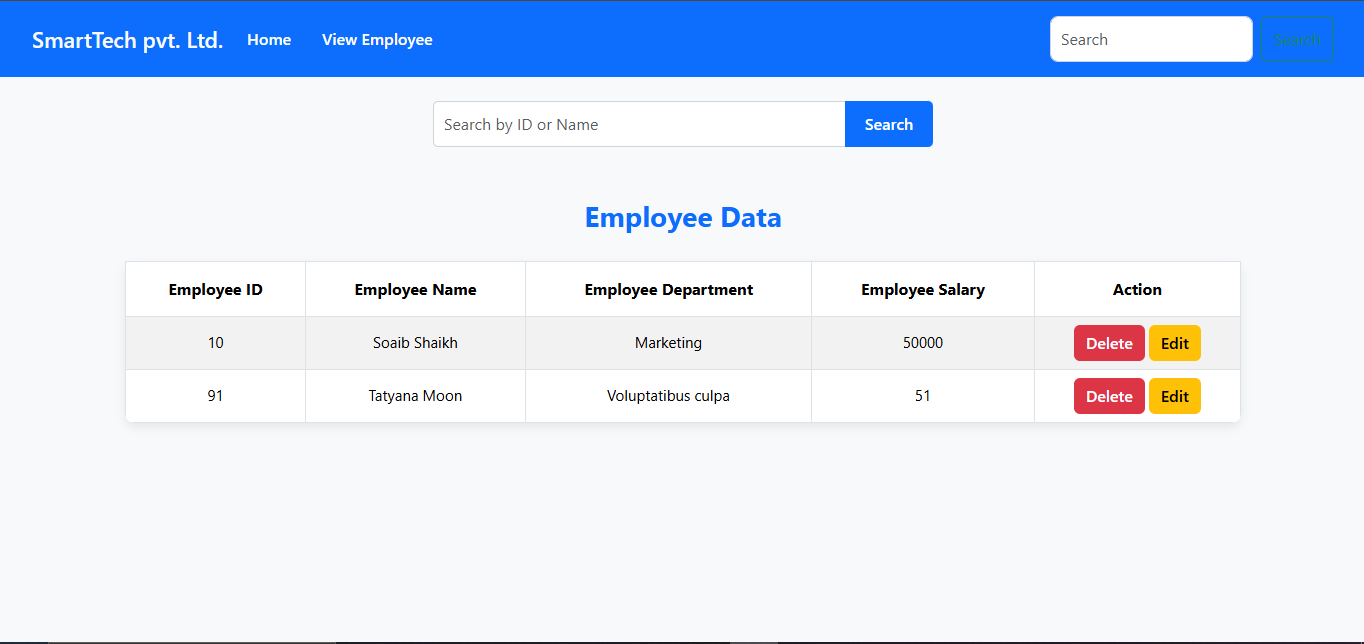 SmartTech pvt. Ltd. Home View Employee Search Search
Search by ID or Name Search
Employee Data
Employee ID Employee Name Employee Department Employee Salary Action
10 Soaib Shaikh Marketing 50000 Delete Edit
91 Tatyana Moon Voluptatibus culpa 51 Delete Edit